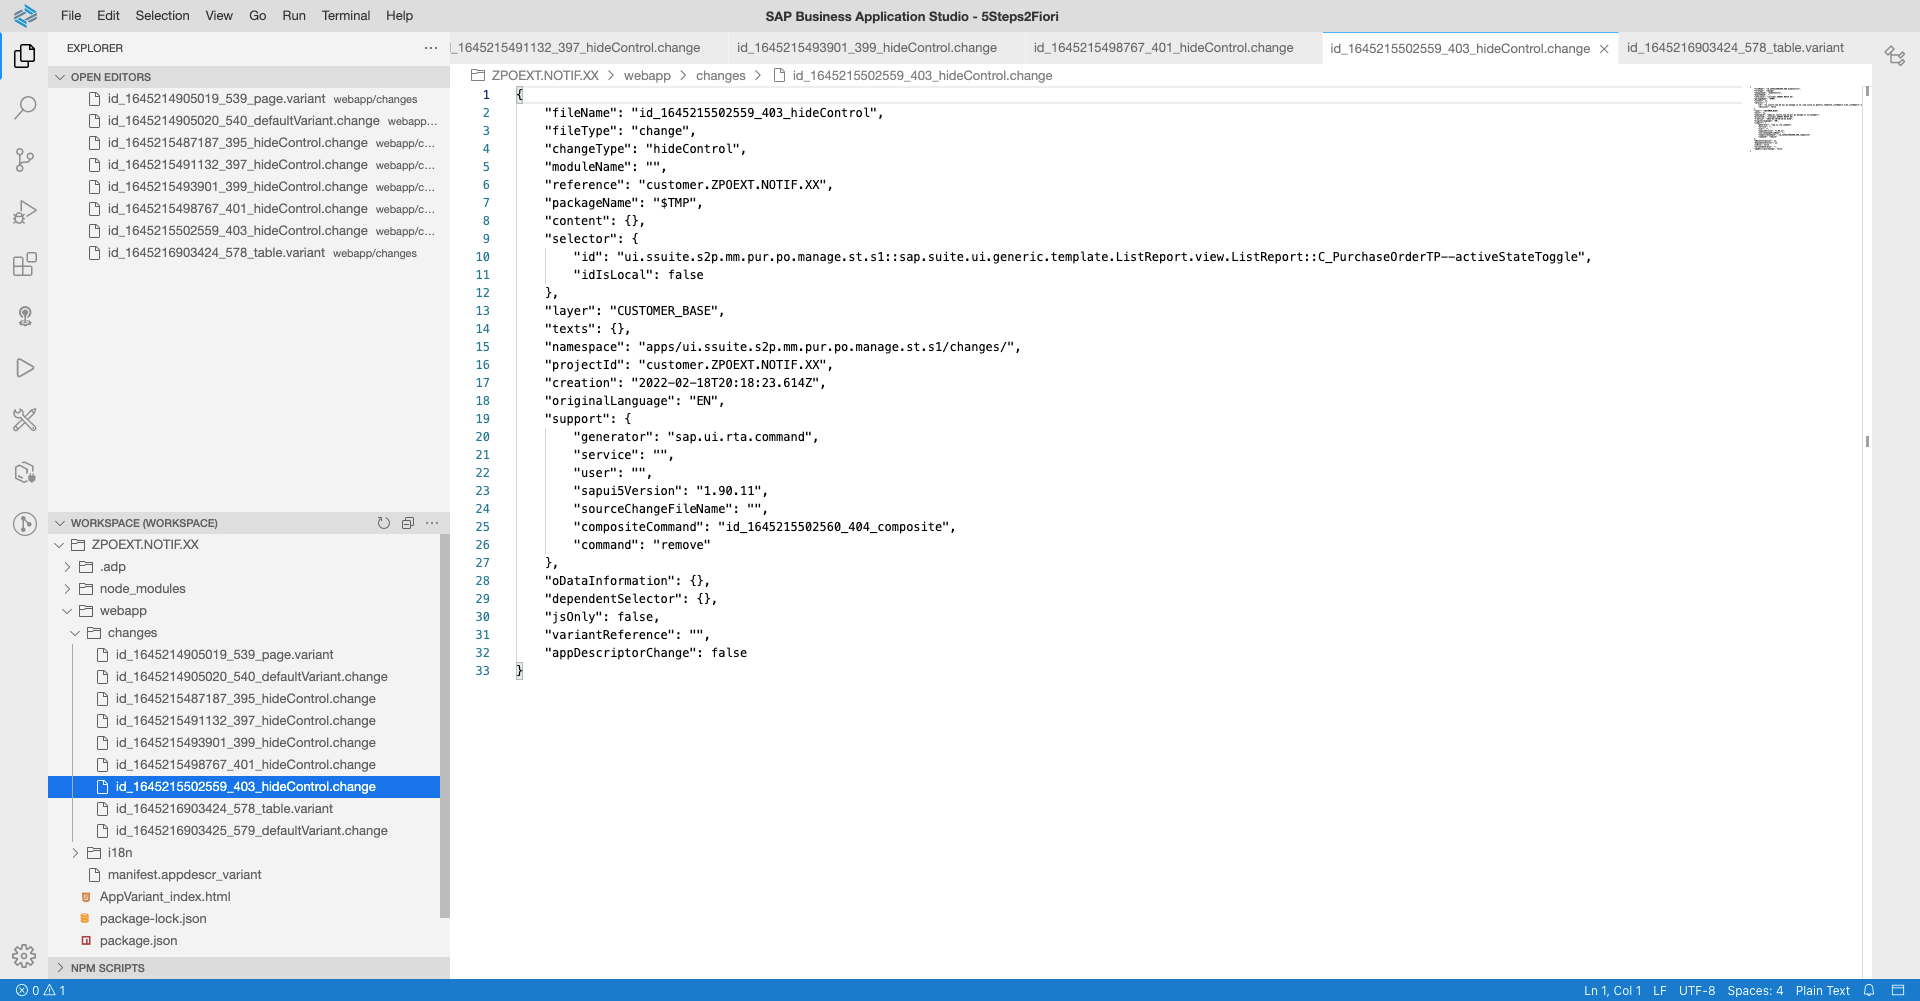 File Edit Selection View Go Run Terminal Help
SAP Business Application Studio - 5Steps2Fiori
EXPLORER
OPEN EDITORS
id_1645214905019_539_page.variant webapp/changes
id_1645214905020_540_defaultVariant.change webapp...
id_1645215487187_395_hideControl.change webapp/c...
id_1645215491132_397_hideControl.change webapp/c...
id_1645215493901_399_hideControl.change webapp/c...
id_1645215498767_401_hideControl.change webapp/c...
id_1645215502559_403_hideControl.change webapp/c...
id_1645216903424_578_table.variant webapp/changes
WORKSPACE (WORKSPACE)
ZPOEXT.NOTIF.XX
.adp
node_modules
webapp
changes
id_1645214905019_539_page.variant
id_1645214905020_540_defaultVariant.change
id_1645215487187_395_hideControl.change
id_1645215491132_397_hideControl.change
id_1645215493901_399_hideControl.change
id_1645215498767_401_hideControl.change
id_1645215502559_403_hideControl.change
id_1645216903424_578_table.variant
id_1645216903425_579_defaultVariant.change
i18n
manifest.appdescr_variant
AppVariant_index.html
package-lock.json
package.json
NPM SCRIPTS
_1645215491132_397_hideControl.change id_1645215493901_399_hideControl.change id_1645215498767_401_hideControl.change id_1645215502559_403_hideControl.change id_1645216903424_578_table.variant
ZPOEXT.NOTIF.XX > webapp > changes > id_1645215502559_403_hideControl.change
1 {
2 "fileName": "id_1645215502559_403_hideControl",
3 "fileType": "change",
4 "changeType": "hideControl",
5 "moduleName": "",
6 "reference": "customer.ZPOEXT.NOTIF.XX",
7 "packageName": "$TMP",
8 "content": {},
9 "selector": {
10 "id": "ui.ssuite.s2p.mm.pur.po.manage.st.s1::sap.suite.ui.generic.template.ListReport.view.ListReport::C_PurchaseOrderTP--activeStateToggle",
11 "idIsLocal": false
12 },
13 "layer": "CUSTOMER_BASE",
14 "texts": {},
15 "namespace": "apps/ui.ssuite.s2p.mm.pur.po.manage.st.s1/changes/",
16 "projectId": "customer.ZPOEXT.NOTIF.XX",
17 "creation": "2022-02-18T20:18:23.614Z",
18 "originalLanguage": "EN",
19 "support": {
20 "generator": "sap.ui.rta.command",
21 "service": "",
22 "user": "",
23 "sapui5Version": "1.90.11",
24 "sourceChangeFileName": "",
25 "compositeCommand": "id_1645215502560_404_composite",
26 "command": "remove"
27 },
28 "oDataInformation": {},
29 "dependentSelector": {},
30 "jsOnly": false,
31 "variantReference": "",
32 "appDescriptorChange": false
33 }
0 1 Ln 1, Col 1 LF UTF-8 Spaces: 4 Plain Text